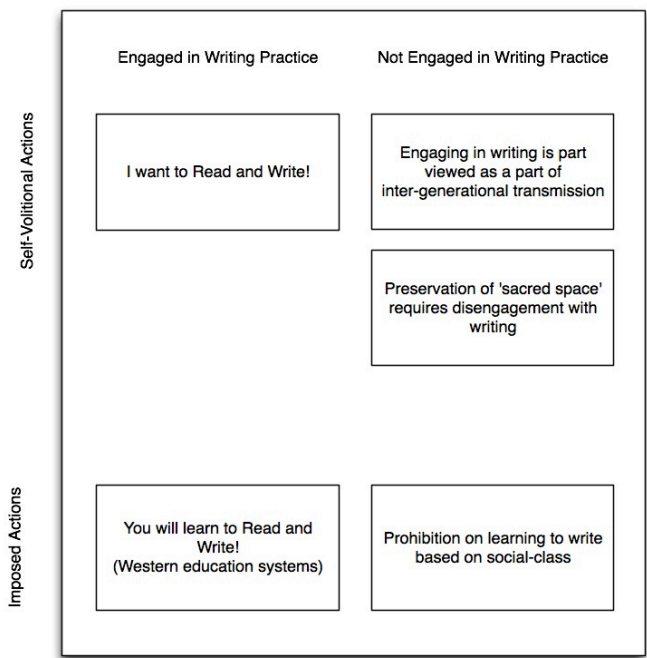 Engaged in Writing Practice
Not Engaged in Writing Practice
Self-Volitional Actions
I want to Read and Write!
Engaging in writing is part
viewed as a part of
inter-generational transmission
Preservation of 'sacred space'
requires disengagement with
writing
Imposed Actions
You will learn to Read and
Write!
(Western education systems)
Prohibition on learning to write
based on social-class